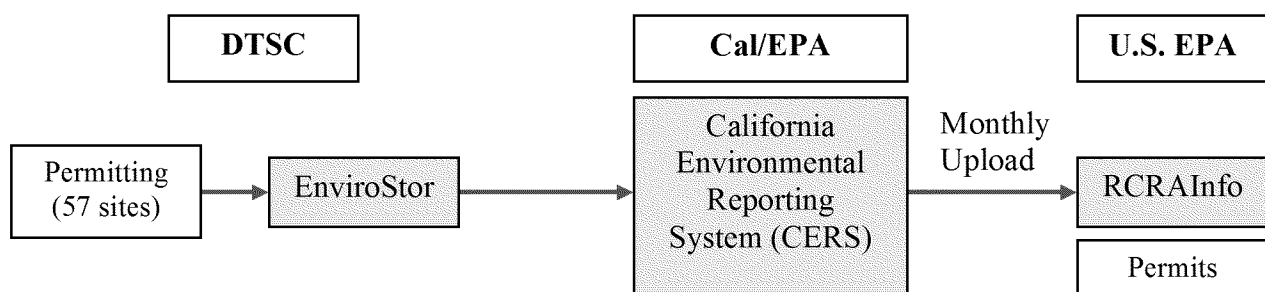 DTSC
Cal/EPA
U.S. EPA
Permitting
(57 sites)
EnviroStor
California
Environmental
Reporting
System (CERS)
Monthly
Upload
RCRAInfo
Permits